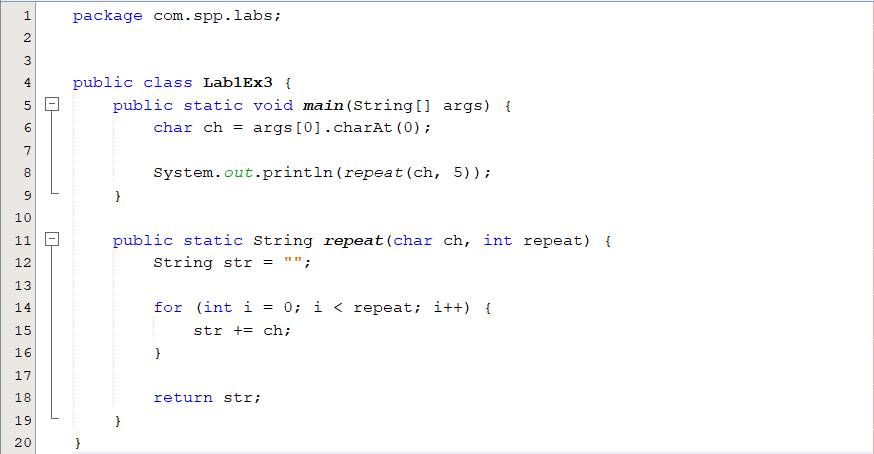 1 package com.spp.labs;
2
3
4 public class Lab1Ex3 {
5 public static void main(String[] args) {
6 char ch = args[0].charAt(0);
7
8 System.out.println(repeat(ch, 5));
9 }
10
11 public static String repeat(char ch, int repeat) {
12 String str = "";
13
14 for (int i = 0; i < repeat; i++) {
15 str += ch;
16 }
17
18 return str;
19 }
20 }